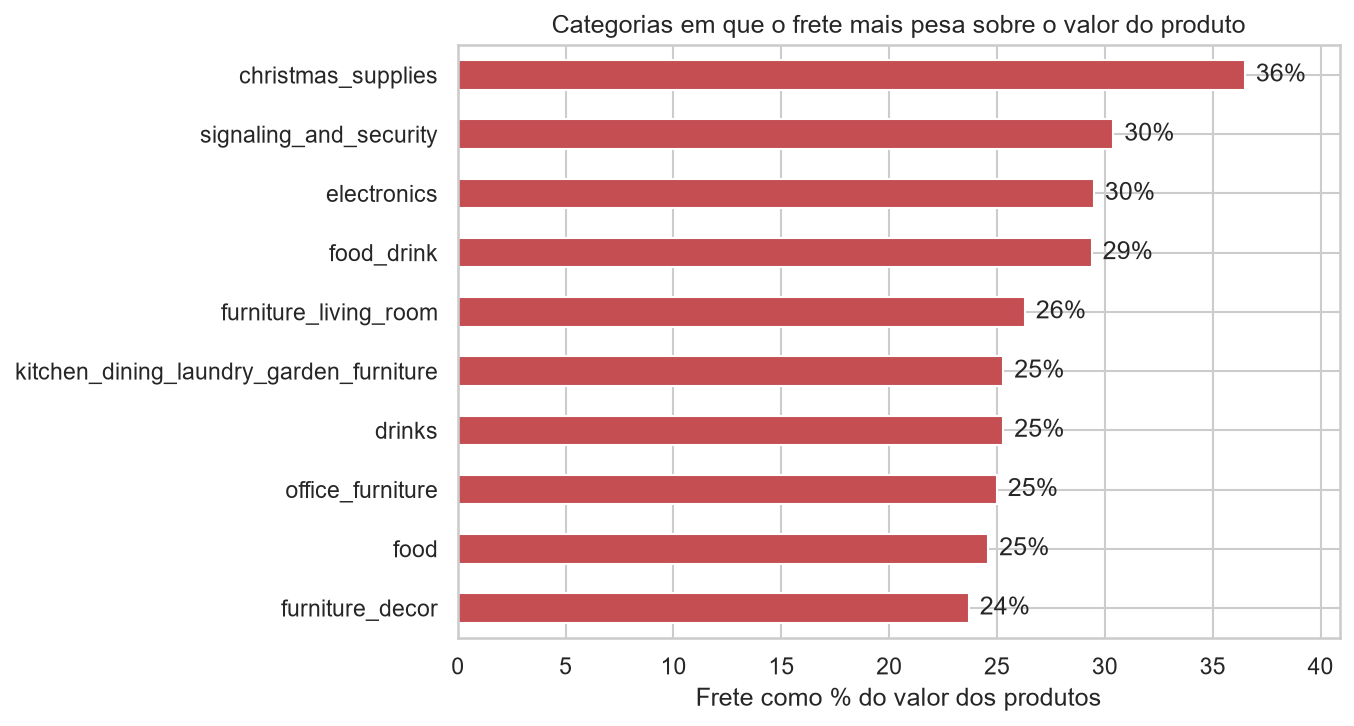 Categorias em que o frete mais pesa sobre o valor do produto
christmas_supplies 36%
signaling_and_security 30%
electronics 30%
food_drink 29%
furniture_living_room 26%
kitchen_dining_laundry_garden_furniture 25%
drinks 25%
office_furniture 25%
food 25%
furniture_decor 24%
0 5 10 15 20 25 30 35 40
Frete como % do valor dos produtos